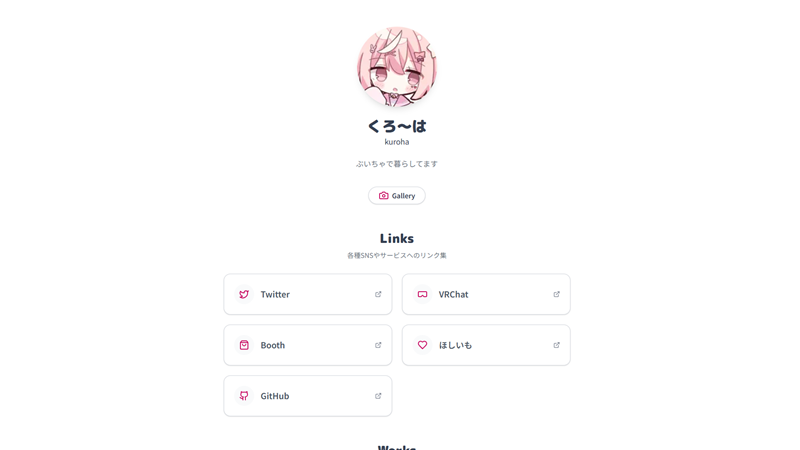 くろ〜は
kuroha
ぶいちゃで暮らしてます
Gallery
Links
各種SNSやサービスへのリンク集
Twitter
VRChat
Booth
ほしいも
GitHub
Works